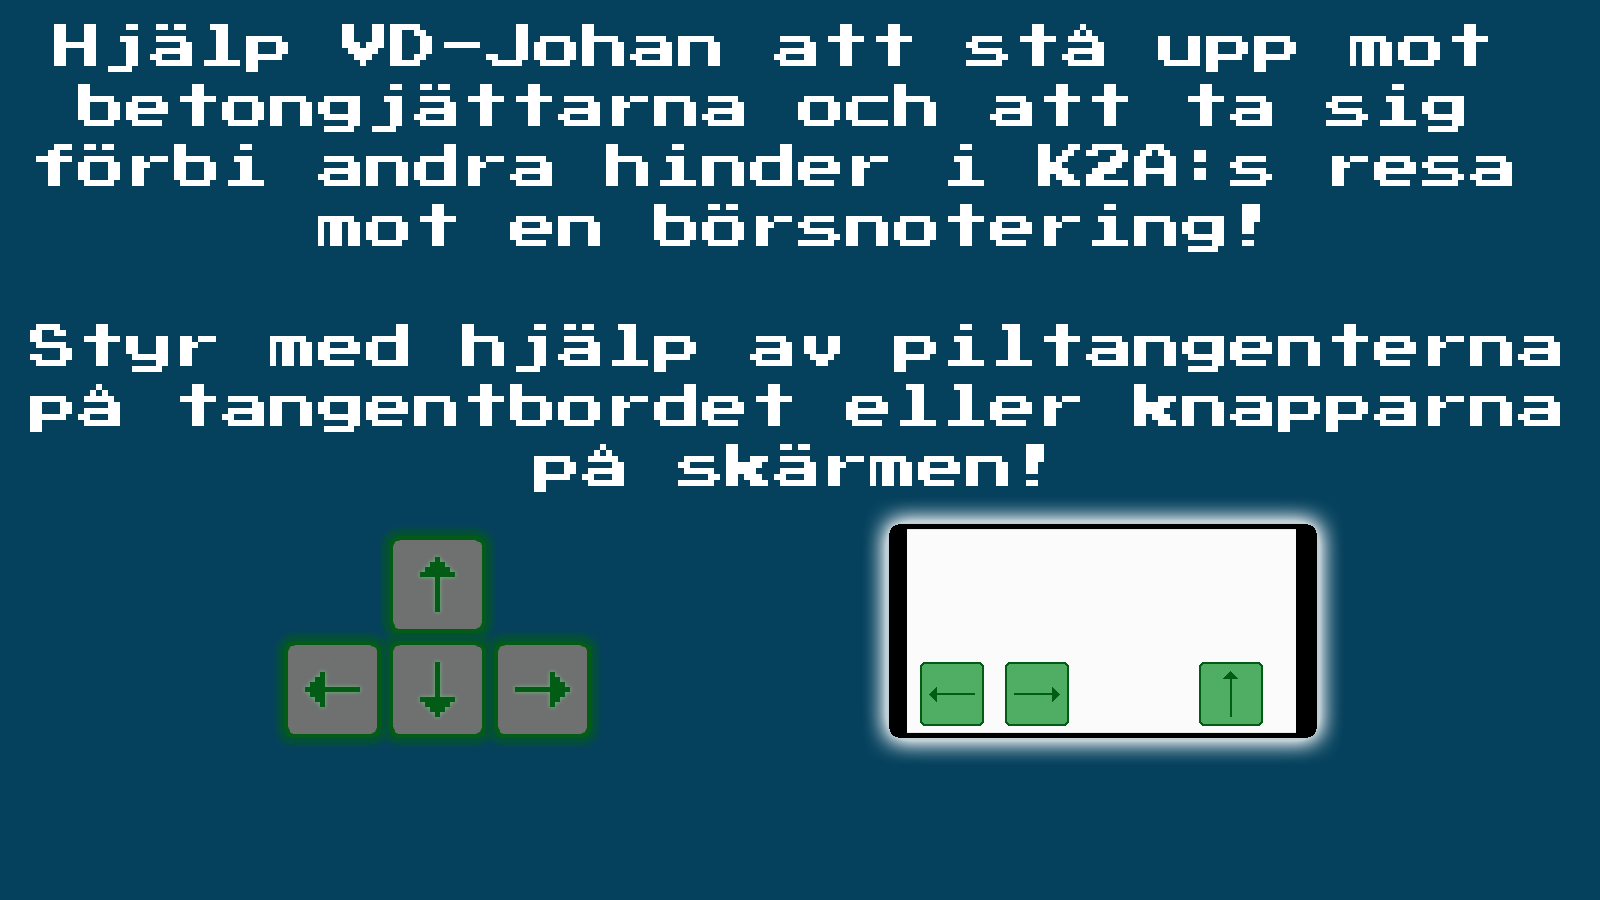 Hjälp VD-Johan att stå upp mot
betongjättarna och att ta sig
förbi andra hinder i K2A:s resa
mot en börsnotering!
Styr med hjälp av piltangenterna
på tangentbordet eller knapparna
på skärmen!